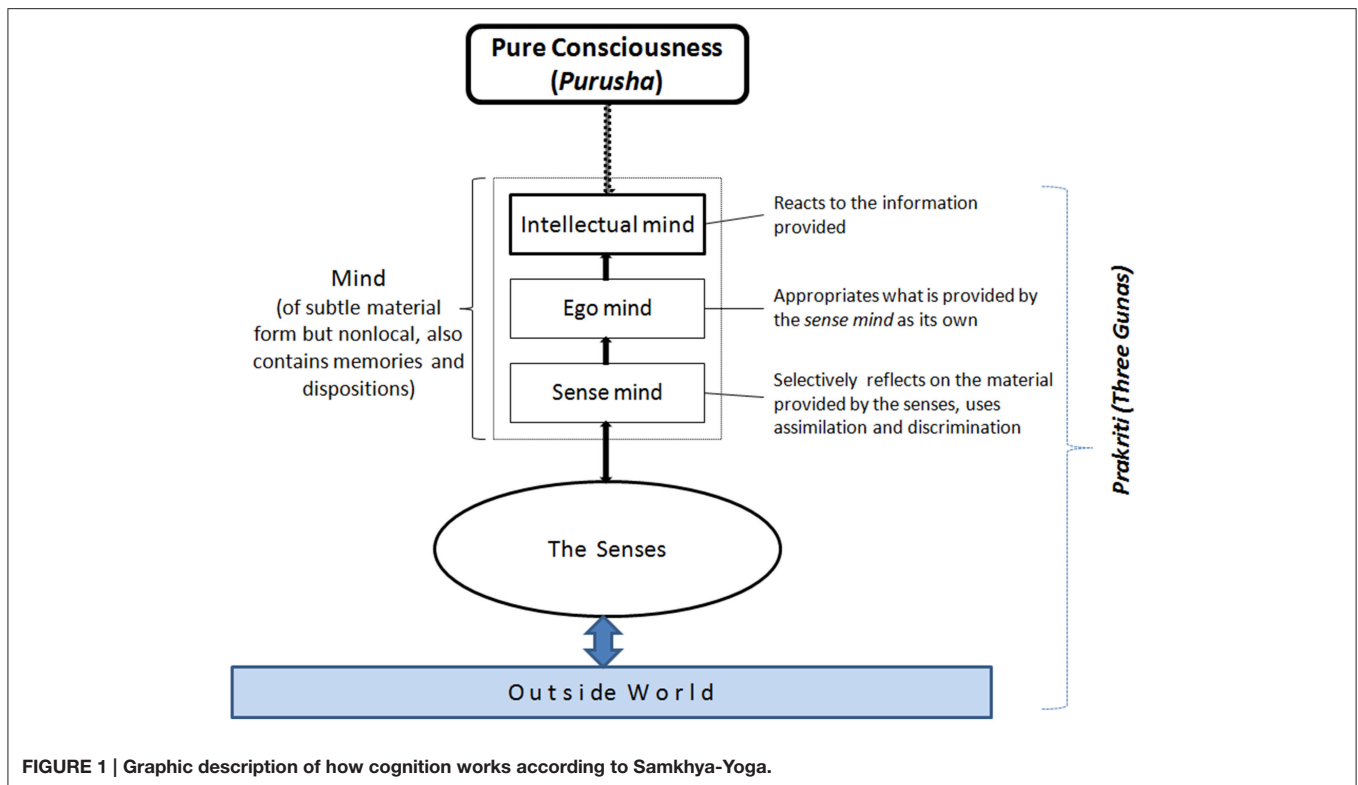 Pure Consciousness
(Purusha)
Intellectual mind
Reacts to the information
provided
Mind
(of subtle material
form but nonlocal, also
contains memories and
dispositions)
Ego mind
Appropriates what is provided by
the sense mind as its own
Sense mind
Selectively reflects on the material
provided by the senses, uses
assimilation and discrimination
Prakriti (Three Gunas)
The Senses
Outside World
FIGURE 1 | Graphic description of how cognition works according to Samkhya-Yoga.